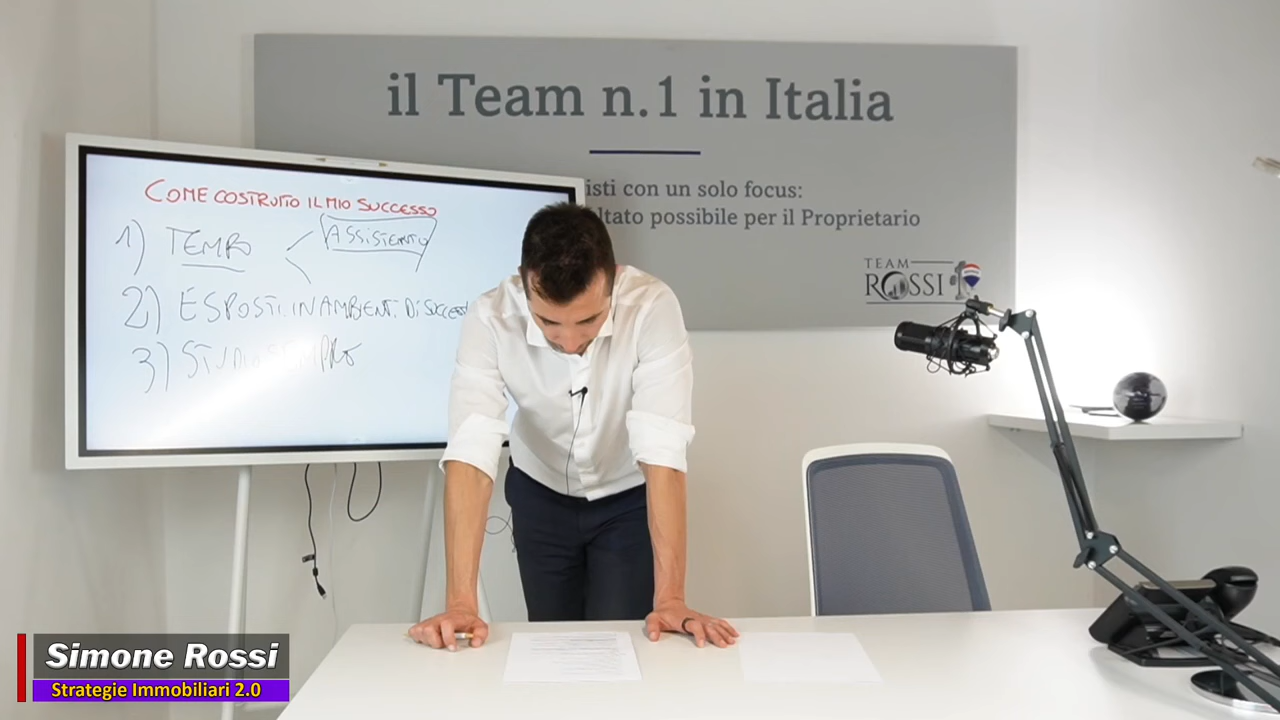 il Team n.1 in Italia
isti con un solo focus:
ltato possibile per il Proprietario
TEAM
ROSSI
COME COSTRUITO IL MIO SUCCESSO
1) TEMPO
ASSISTENTE
2) ESPOSTI IN AMBIENTI DI SUCCESS
3) STUDIO SEMPRE
Simone Rossi
Strategie Immobiliari 2.0